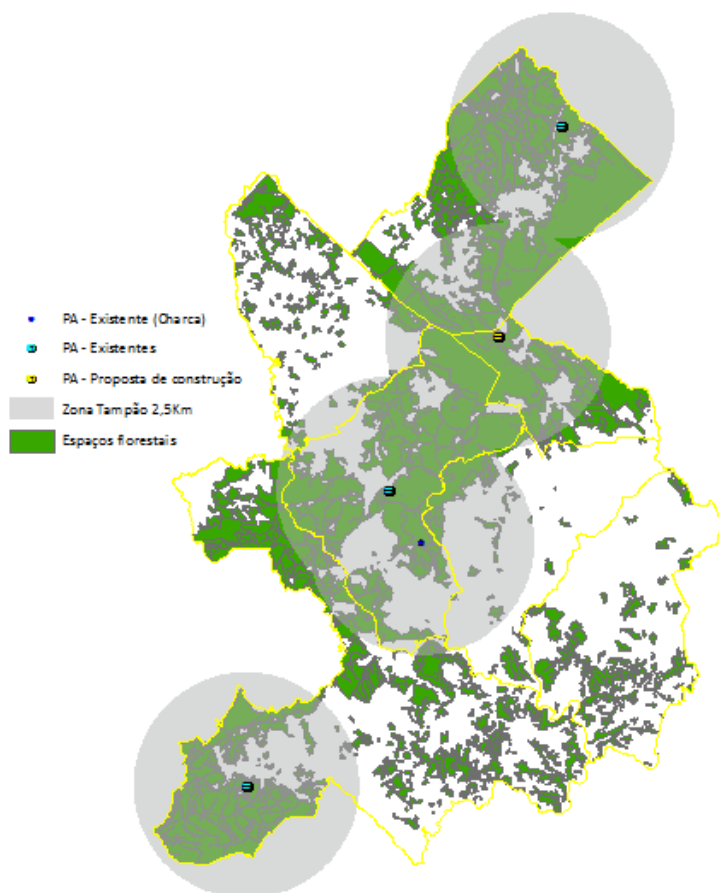 PA - Existente (Charca)
PA - Existentes
PA - Proposta de construção
Zona Tampão 2,5Km
Espaços florestais